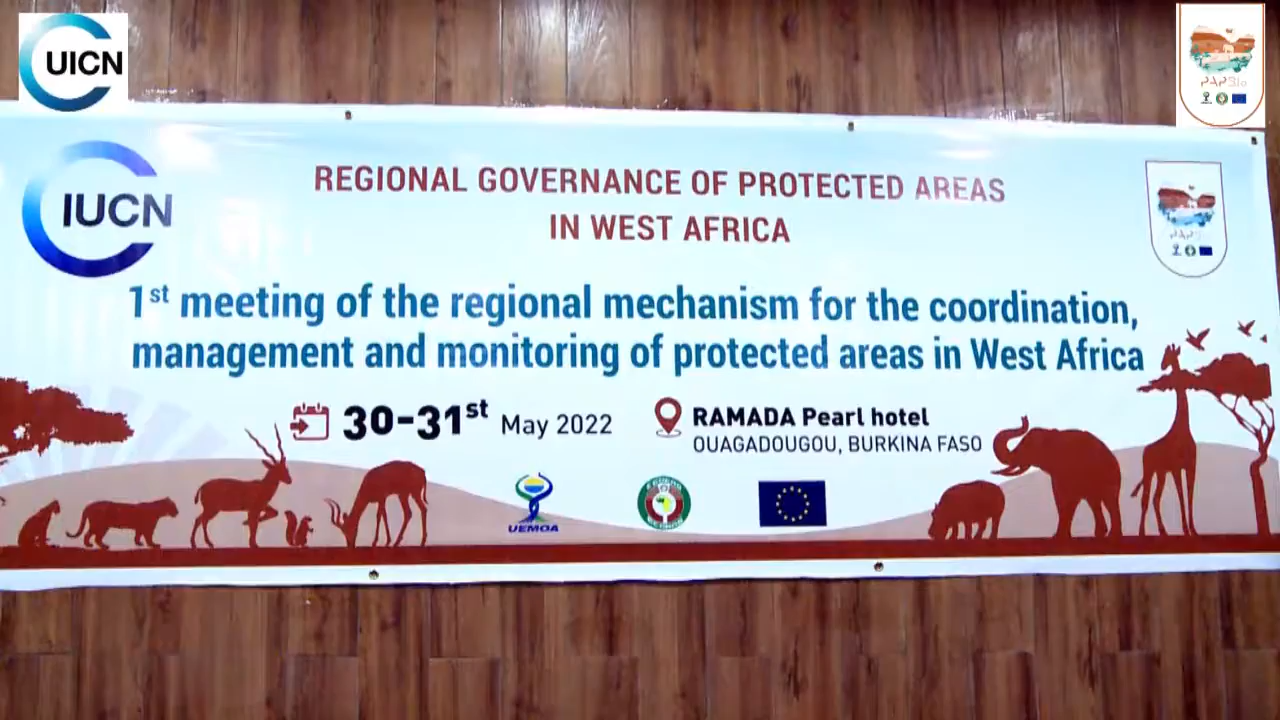 UICN
PAPBio
IUCN
REGIONAL GOVERNANCE OF PROTECTED AREAS
IN WEST AFRICA
1st meeting of the regional mechanism for the coordination,
management and monitoring of protected areas in West Africa
30-31st May 2022
RAMADA Pearl hotel
OUAGADOUGOU, BURKINA FASO
UEMOA